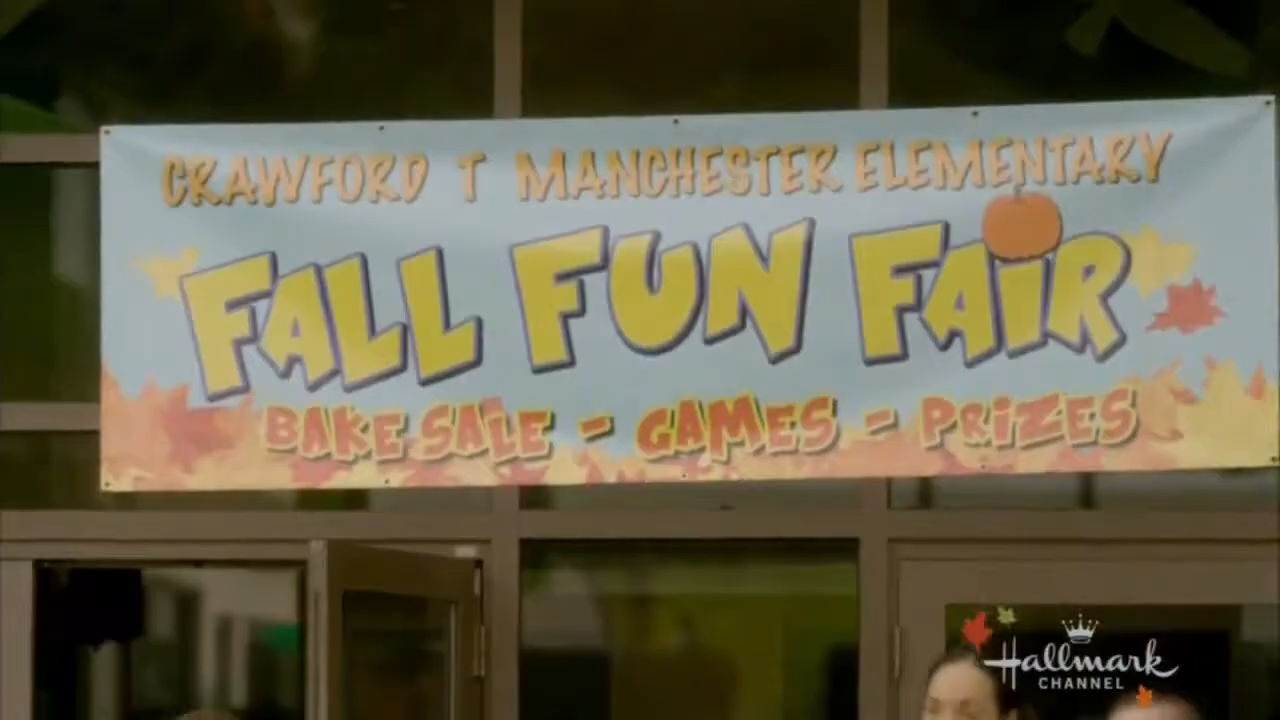 CRAWFORD T MANCHESTER ELEMENTARY
FALL FUN FAIR
BAKE SALE - GAMES - PRIZES
Hallmark
CHANNEL